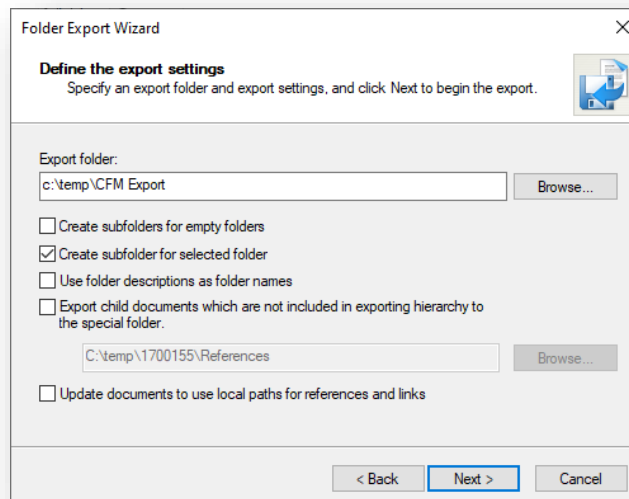 Folder Export Wizard
Define the export settings
Specify an export folder and export settings, and click Next to begin the export.
Export folder:
c:\temp\CFM Export
Browse...
Create subfolders for empty folders
Create subfolder for selected folder
Use folder descriptions as folder names
Export child documents which are not included in exporting hierarchy to
the special folder.
C:\temp\1700155\References
Browse...
Update documents to use local paths for references and links
< Back
Next >
Cancel